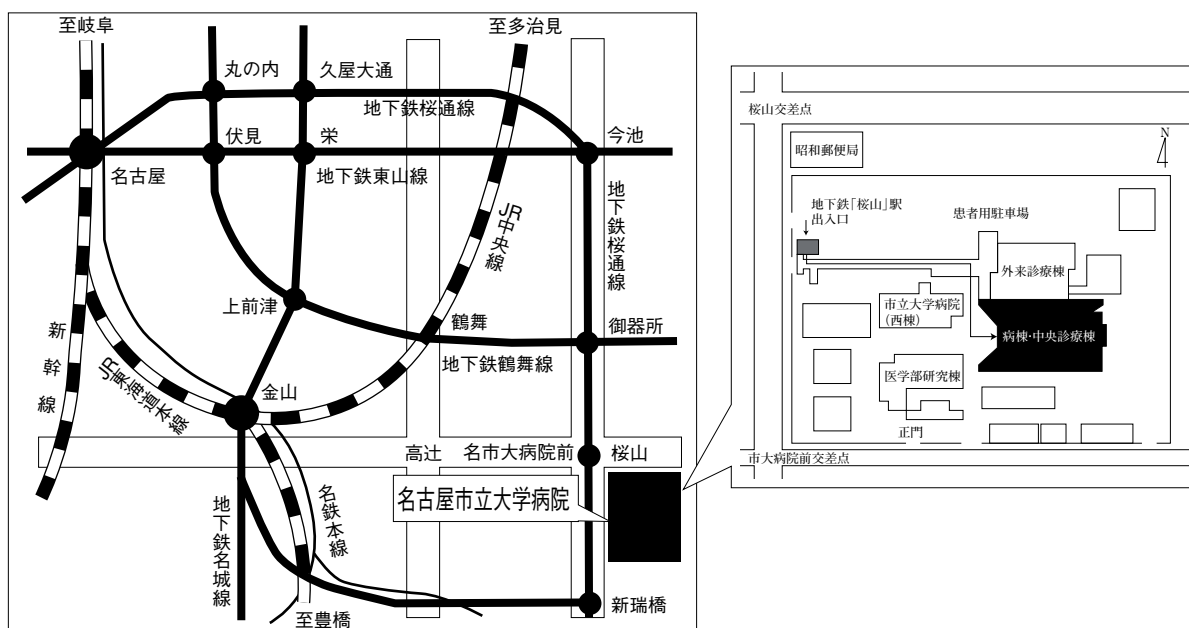 至岐阜
至多治見
丸の内
久屋大通
地下鉄桜通線
伏見
栄
今池
名古屋
地下鉄東山線
地下鉄桜通線
JR中央線
上前津
鶴舞
御器所
地下鉄鶴舞線
新幹線
JR東海道本線
金山
高辻
名市大病院前
桜山
名古屋市立大学病院
地下鉄名城線
名鉄本線
新瑞橋
至豊橋
桜山交差点
昭和郵便局
N
地下鉄「桜山」駅
出入口
患者用駐車場
外来診療棟
市立大学病院
(西棟)
病棟・中央診療棟
医学部研究棟
正門
市大病院前交差点